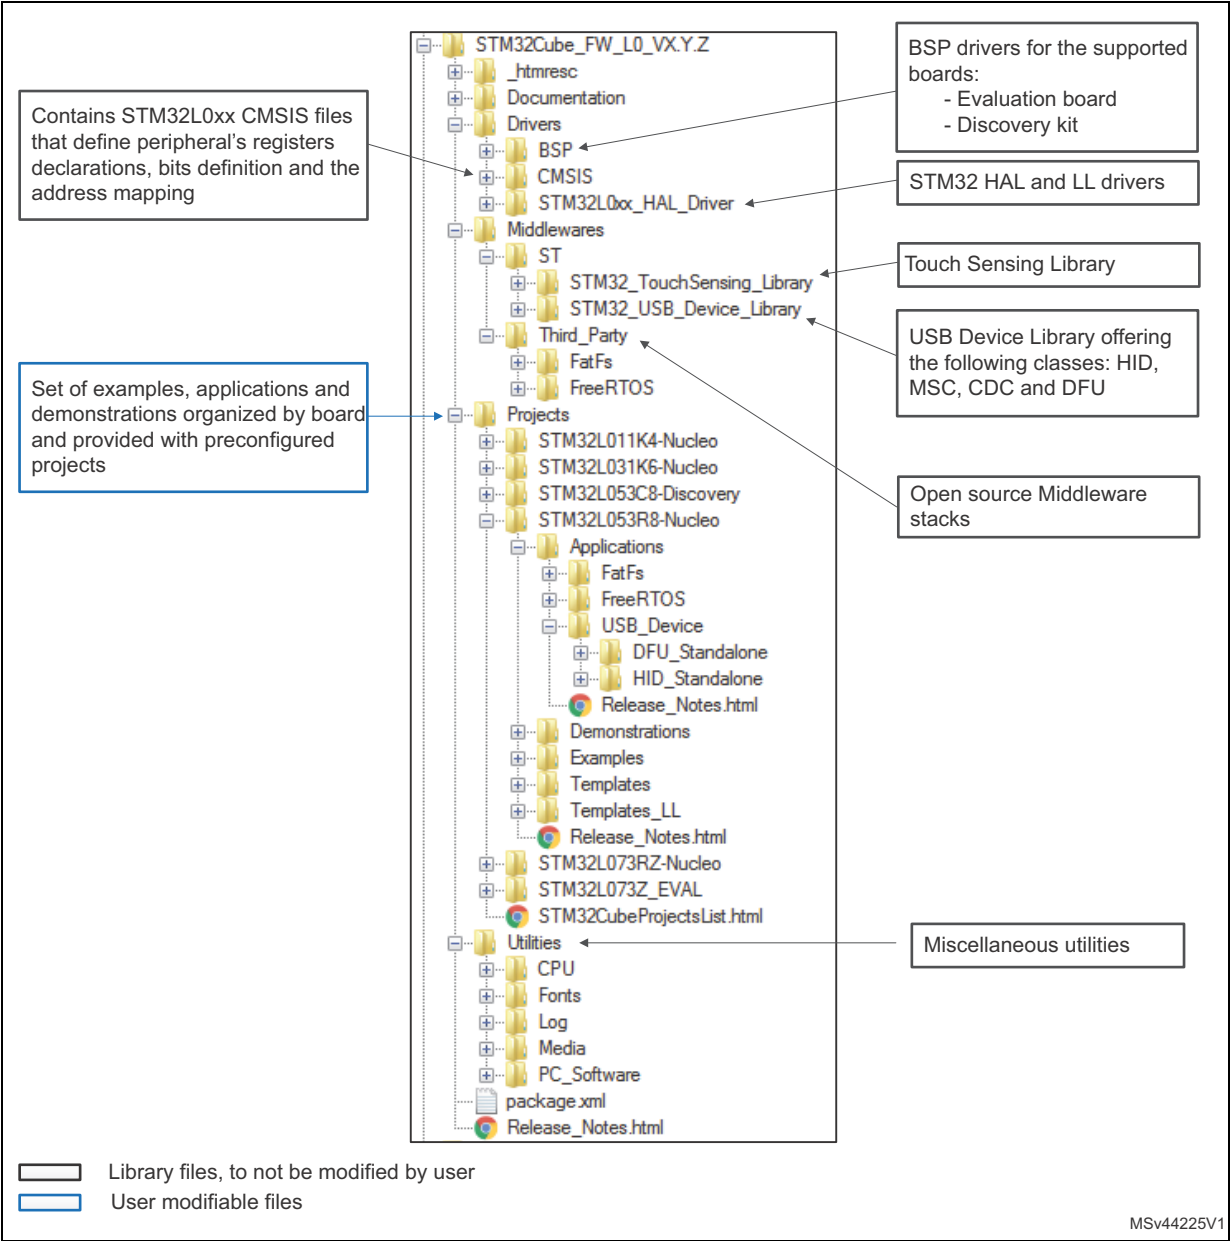 STM32Cube_FW_L0_VX.Y.Z
_htmresc
Documentation
Drivers
BSP
CMSIS
STM32L0xx_HAL_Driver
Middlewares
ST
STM32_TouchSensing_Library
STM32_USB_Device_Library
Third_Party
FatFs
FreeRTOS
Projects
STM32L011K4-Nucleo
STM32L031K6-Nucleo
STM32L053C8-Discovery
STM32L053R8-Nucleo
Applications
FatFs
FreeRTOS
USB_Device
DFU_Standalone
HID_Standalone
Release_Notes.html
Demonstrations
Examples
Templates
Templates_LL
Release_Notes.html
STM32L073RZ-Nucleo
STM32L073Z_EVAL
STM32CubeProjectsList.html
Utilities
CPU
Fonts
Log
Media
PC_Software
package.xml
Release_Notes.html
Contains STM32L0xx CMSIS files
that define peripheral's registers
declarations, bits definition and the
address mapping
Set of examples, applications and
demonstrations organized by board
and provided with preconfigured
projects
BSP drivers for the supported
boards:
- Evaluation board
- Discovery kit
STM32 HAL and LL drivers
Touch Sensing Library
USB Device Library offering
the following classes: HID,
MSC, CDC and DFU
Open source Middleware
stacks
Miscellaneous utilities
Library files, to not be modified by user
User modifiable files
MSv44225V1